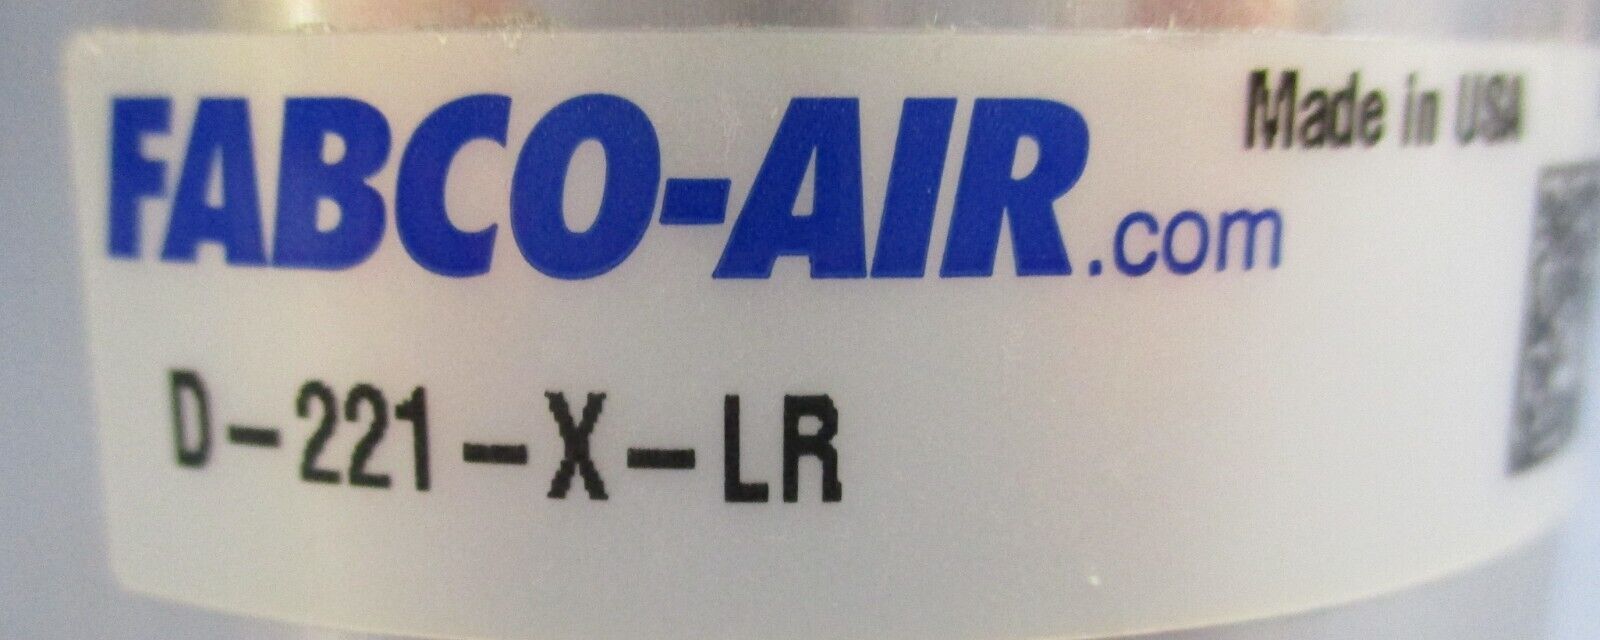 Made in USA
FABCO-AIR.com
D-221-X-LR